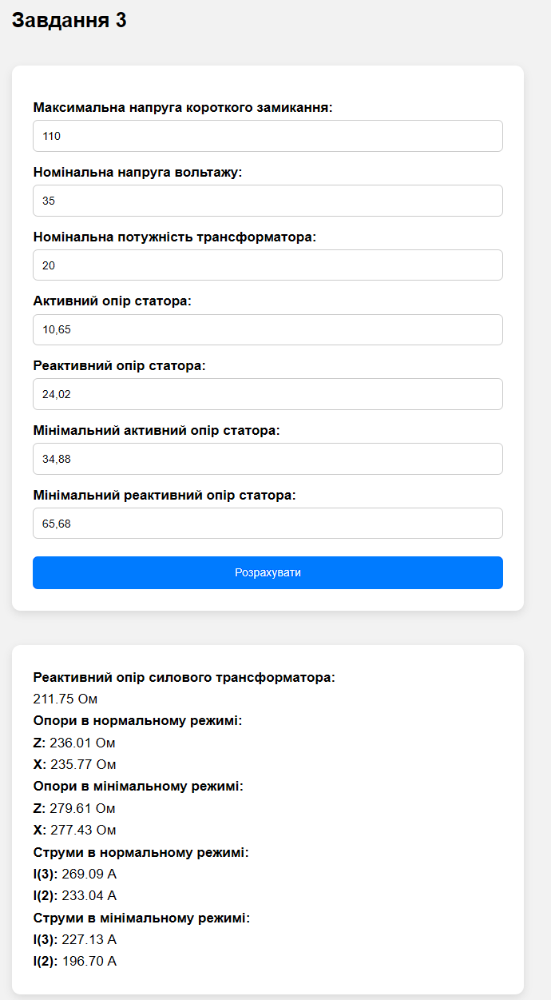 Завдання 3
Максимальна напруга короткого замикання:
110
Номінальна напруга вольтажу:
35
Номінальна потужність трансформатора:
20
Активний опір статора:
10,65
Реактивний опір статора:
24,02
Мінімальний активний опір статора:
34,88
Мінімальний реактивний опір статора:
65,68
Розрахувати
Реактивний опір силового трансформатора:
211.75 Ом
Опори в нормальному режимі:
Z: 236.01 Ом
X: 235.77 Ом
Опори в мінімальному режимі:
Z: 279.61 Ом
X: 277.43 Ом
Струми в нормальному режимі:
I(3): 269.09 А
I(2): 233.04 А
Струми в мінімальному режимі:
I(3): 227.13 А
I(2): 196.70 А